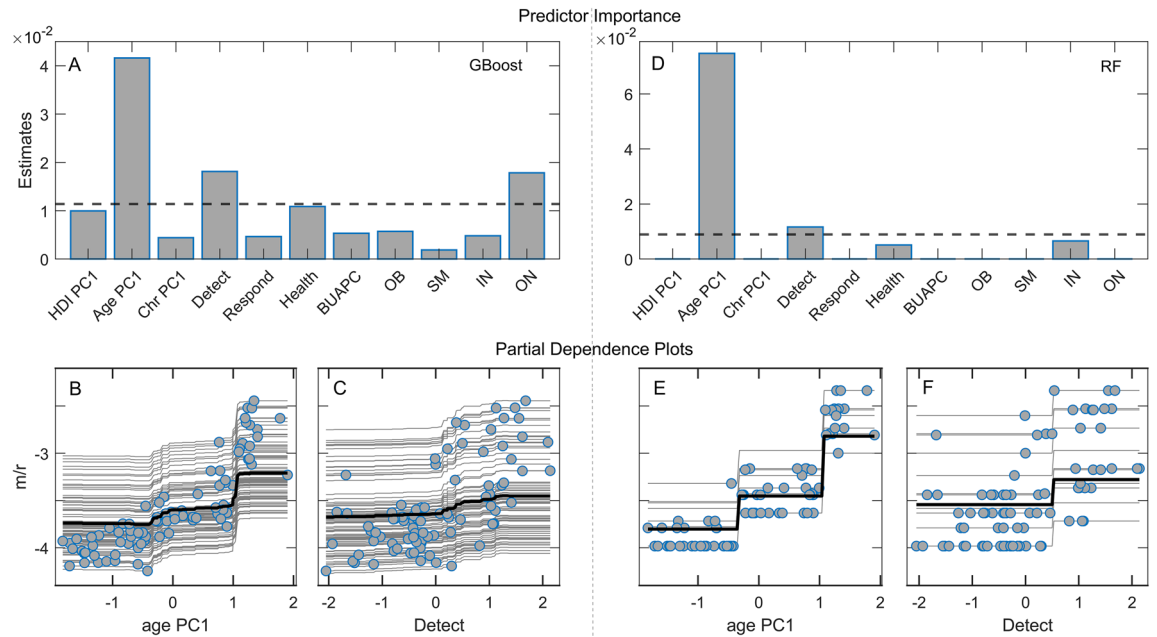 Predictor Importance
×10⁻²
A
GBoost
Estimates
4
3
2
1
0
HDI PC1
Age PC1
Chr PC1
Detect
Respond
Health
BUAPC
OB
SM
IN
ON
×10⁻²
D
RF
6
4
2
0
HDI PC1
Age PC1
Chr PC1
Detect
Respond
Health
BUAPC
OB
SM
IN
ON
Partial Dependence Plots
B
m/r
-3
-4
-1 0 1 2
age PC1
C
-2 -1 0 1 2
Detect
E
-1 0 1 2
age PC1
F
-2 -1 0 1 2
Detect